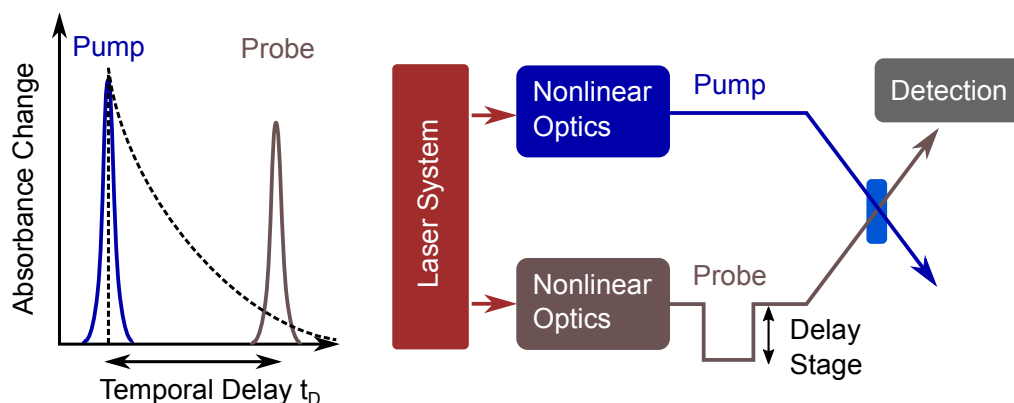 Pump
Probe
Absorbance Change
Temporal Delay t_D
Laser System
Nonlinear
Optics
Pump
Detection
Nonlinear
Optics
Probe
Delay
Stage